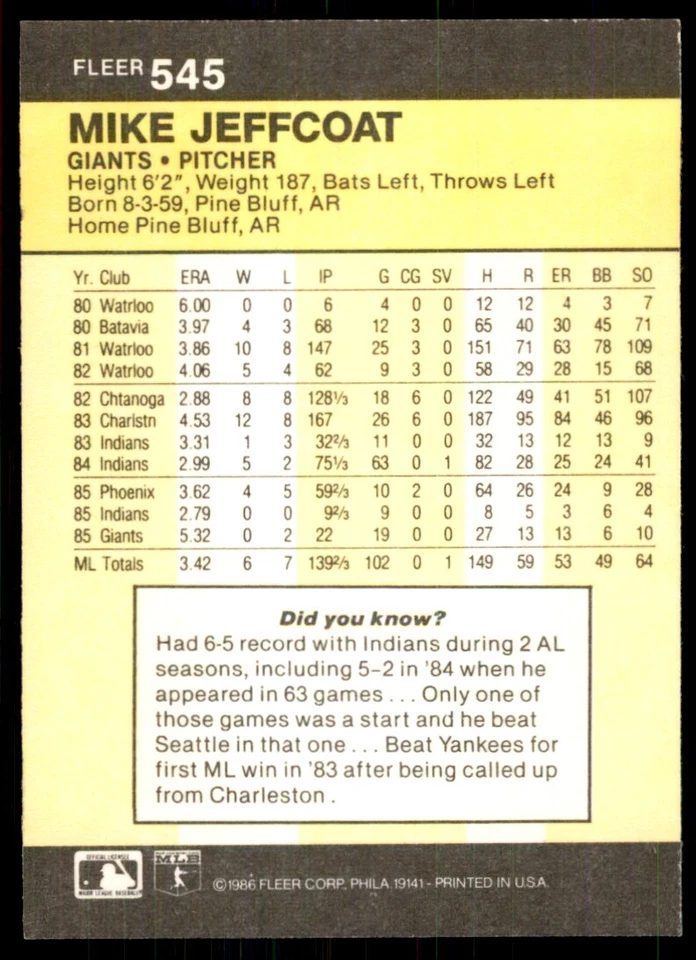 FLEER 545
MIKE JEFFCOAT
GIANTS • PITCHER
Height 6'2", Weight 187, Bats Left, Throws Left
Born 8-3-59, Pine Bluff, AR
Home Pine Bluff, AR
Yr. Club ERA W L IP G CG SV H R ER BB SO
80 Watrloo 6.00 0 0 6 4 0 0 12 12 4 3 7
80 Batavia 3.97 4 3 68 12 3 0 65 40 30 45 71
81 Watrloo 3.86 10 8 147 25 3 0 151 71 63 78 109
82 Watrloo 4.06 5 4 62 9 3 0 58 29 28 15 68
82 Chtanoga 2.88 8 8 128⅓ 18 6 0 122 49 41 51 107
83 Charlstn 4.53 12 8 167 26 6 0 187 95 84 46 96
83 Indians 3.31 1 3 32⅔ 11 0 0 32 13 12 13 9
84 Indians 2.99 5 2 75⅓ 63 0 1 82 28 25 24 41
85 Phoenix 3.62 4 5 59⅔ 10 2 0 64 26 24 9 28
85 Indians 2.79 0 0 9⅔ 9 0 0 8 5 3 6 4
85 Giants 5.32 0 2 22 19 0 0 27 13 13 6 10
ML Totals 3.42 6 7 139⅔ 102 0 1 149 59 53 49 64
Did you know?
Had 6-5 record with Indians during 2 AL
seasons, including 5-2 in '84 when he
appeared in 63 games . . . Only one of
those games was a start and he beat
Seattle in that one . . . Beat Yankees for
first ML win in '83 after being called up
from Charleston .
OFFICIAL LICENSEE
MAJOR LEAGUE BASEBALL
MLB
©1986 FLEER CORP., PHILA 19141 - PRINTED IN U.S.A.